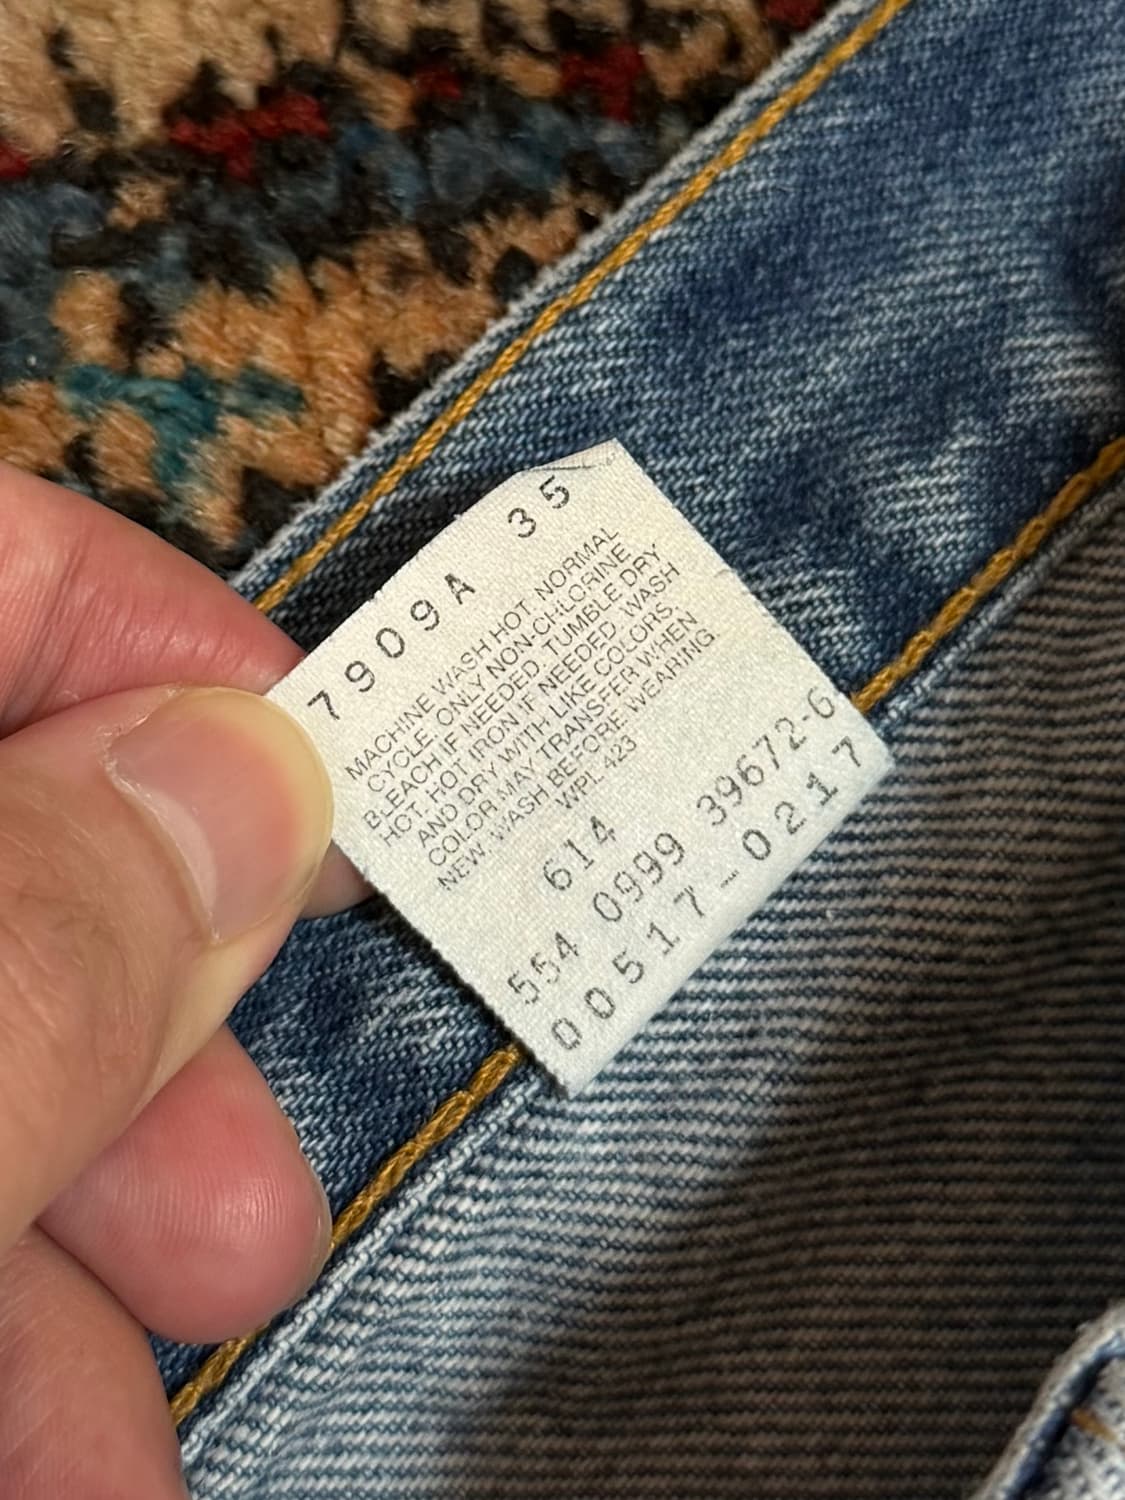 7909A 35
MACHINE WASH HOT, NORMAL
CYCLE. ONLY NON-CHLORINE
BLEACH IF NEEDED. TUMBLE DRY
HOT, HOT IRON IF NEEDED. WASH
AND DRY WITH LIKE COLORS.
COLOR MAY TRANSFER WHEN
NEW. WASH BEFORE WEARING.
WPL 423
614
554 0999 39672-6
00517_0217